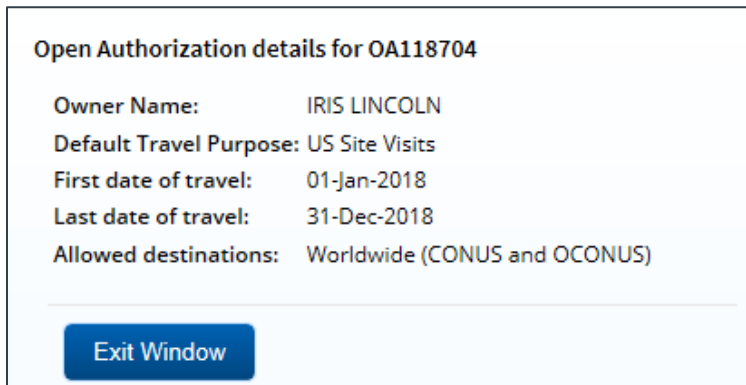 Open Authorization details for OA118704
Owner Name: IRIS LINCOLN
Default Travel Purpose: US Site Visits
First date of travel: 01-Jan-2018
Last date of travel: 31-Dec-2018
Allowed destinations: Worldwide (CONUS and OCONUS)
Exit Window